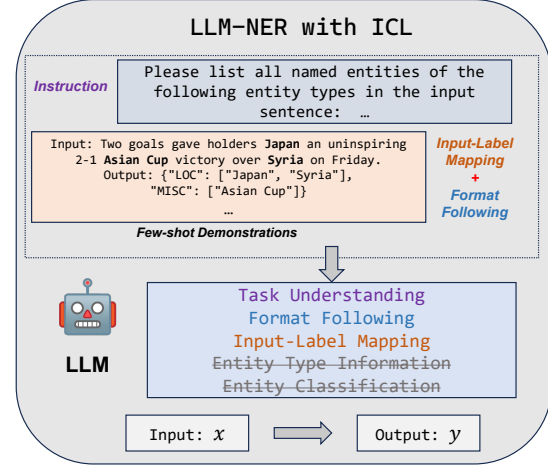 LLM-NER with ICL
Instruction
Please list all named entities of the
following entity types in the input
sentence: …
Input: Two goals gave holders Japan an uninspiring
2-1 Asian Cup victory over Syria on Friday.
Output: {"LOC": ["Japan", "Syria"],
"MISC": ["Asian Cup"]}
…
Input-Label
Mapping
+
Format
Following
Few-shot Demonstrations
LLM
Task Understanding
Format Following
Input-Label Mapping
Entity Type Information
Entity Classification
Input: x
Output: y